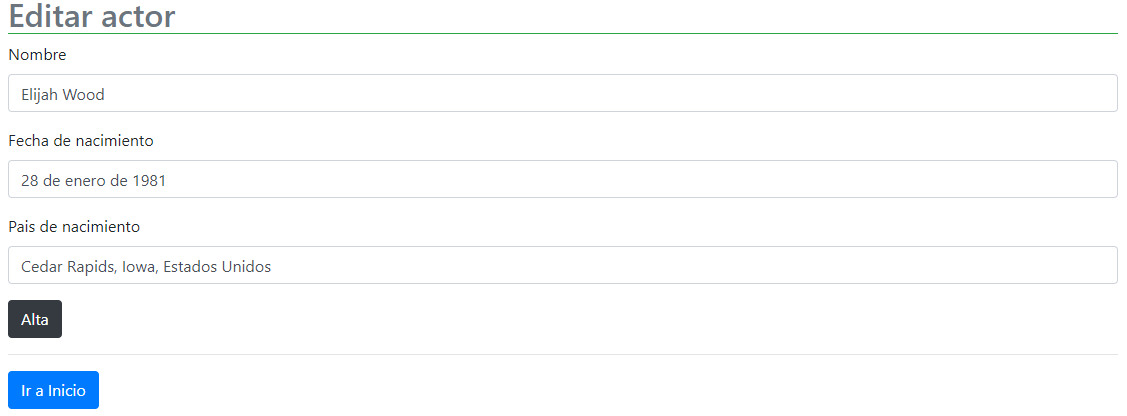 Editar actor
Nombre
Elijah Wood
Fecha de nacimiento
28 de enero de 1981
Pais de nacimiento
Cedar Rapids, Iowa, Estados Unidos
Alta
Ir a Inicio